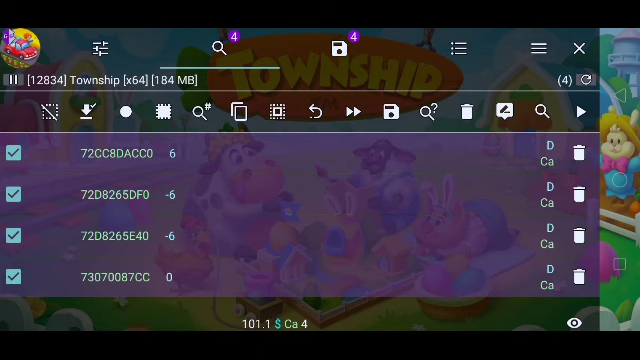 4
4
[12834] Township [x64] [184 MB]
(4)
TOWNSHIP
72CC8DACC0 6 D
Ca
72D8265DF0 -6 D
Ca
72D8265E40 -6 D
Ca
73070087CC 0 D
Ca
101.1 $ Ca 4